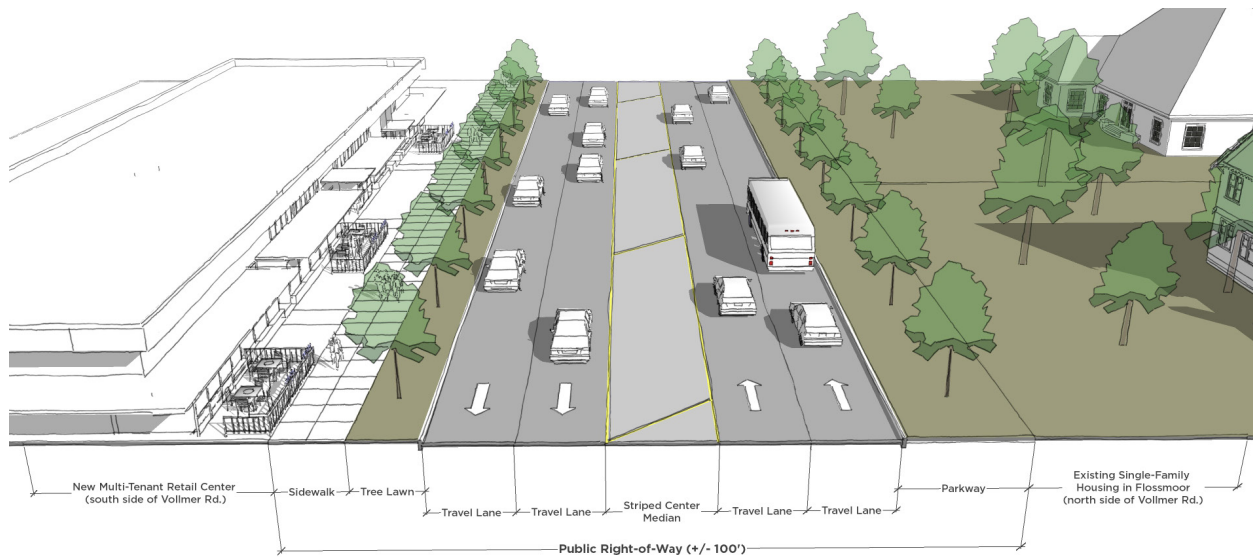 New Multi-Tenant Retail Center
(south side of Vollmer Rd.)
Sidewalk
Tree Lawn
Travel Lane
Travel Lane
Striped Center
Median
Travel Lane
Travel Lane
Parkway
Existing Single-Family
Housing in Flossmoor
(north side of Vollmer Rd.)
Public Right-of-Way (+/- 100')